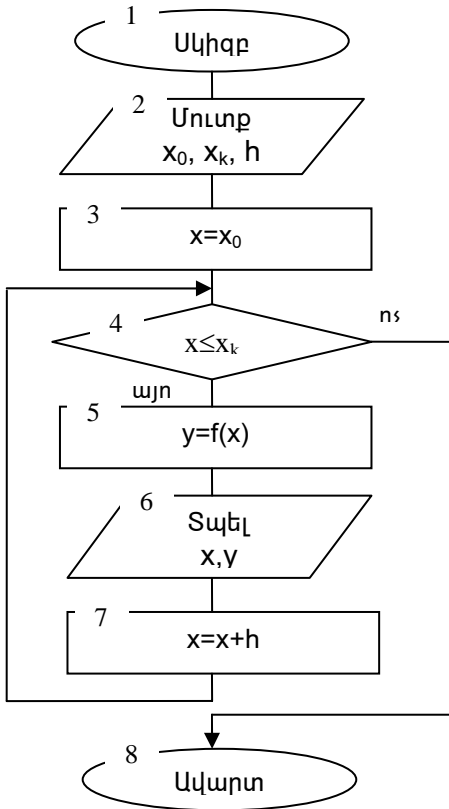 1
Սկիզբ
2
Մուտք
x₀, xₖ, h
3
x=x₀
4
x≤xₖ
ոչ
այո
5
y=f(x)
6
Տպել
x,y
7
x=x+h
8
Ավարտ